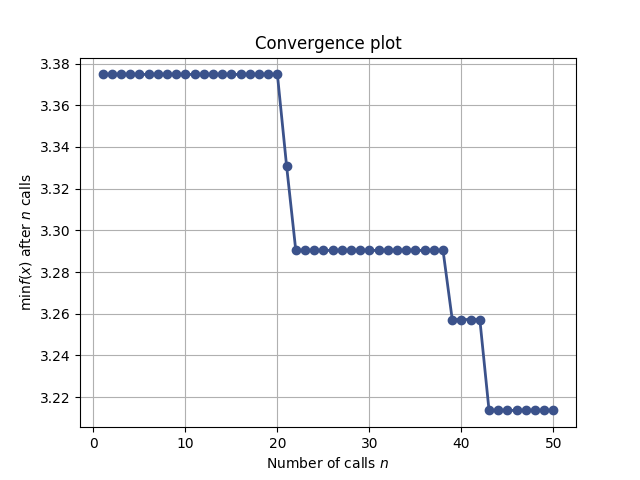 Convergence plot
3.38
3.36
3.34
3.32
3.30
3.28
3.26
3.24
3.22
min f(x) after n calls
0 10 20 30 40 50
Number of calls n